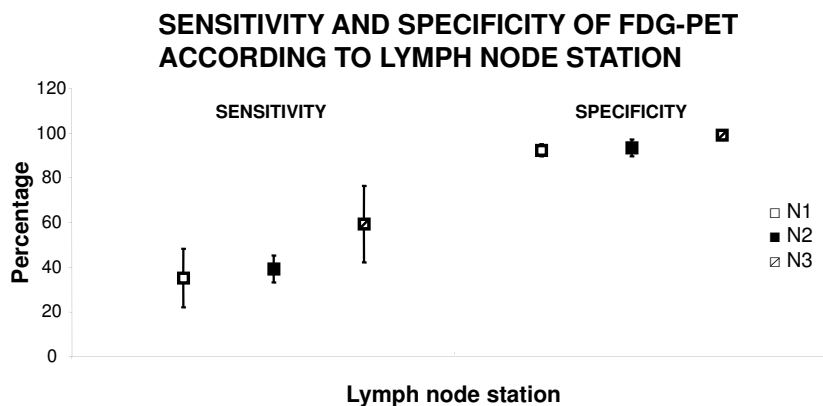 SENSITIVITY AND SPECIFICITY OF FDG-PET
ACCORDING TO LYMPH NODE STATION
120
100
80
60
40
20
0
Percentage
SENSITIVITY
SPECIFICITY
N1
N2
N3
Lymph node station